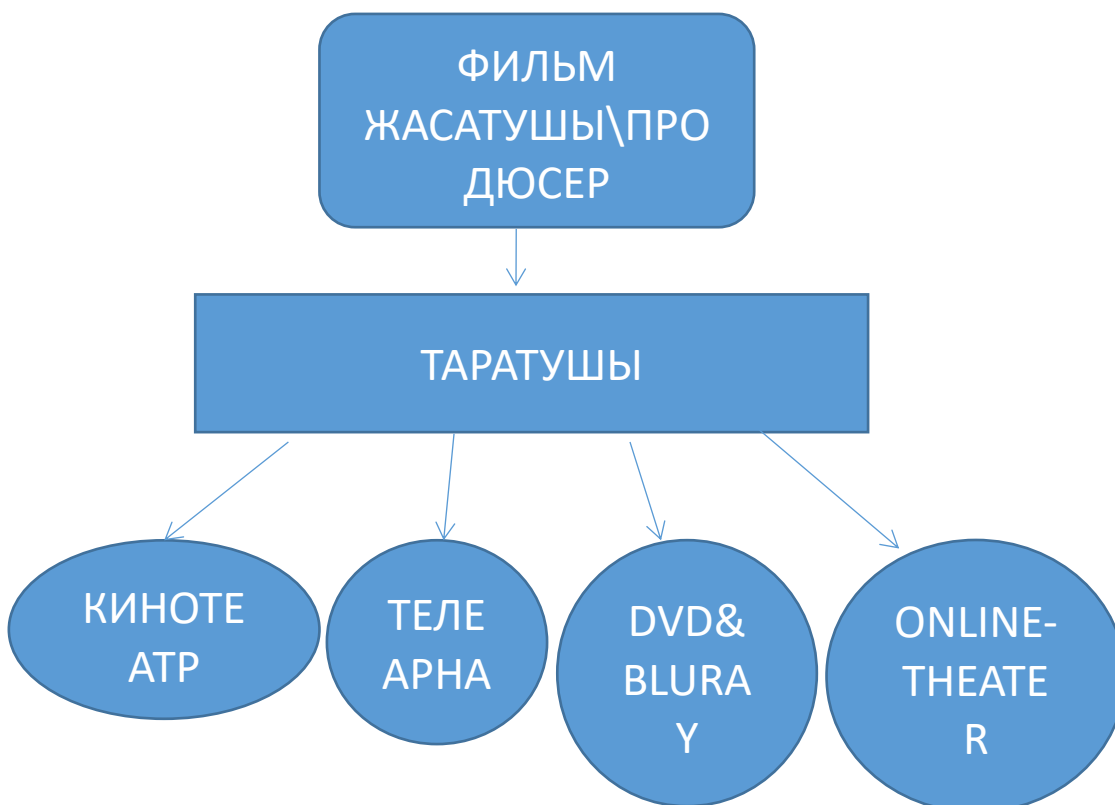 ФИЛЬМ
ЖАСАТУШЫ\ПРО
ДЮСЕР
ТАРАТУШЫ
КИНОТЕ
АТР
ТЕЛЕ
АРНА
DVD&
BLURA
Y
ONLINE-
THEATE
R